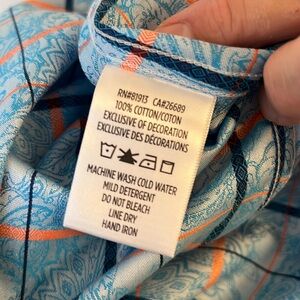 RN#81913 CA#26689
100% COTTON/COTON
EXCLUSIVE OF DECORATION
EXCLUSIVE DES DÉCORATIONS
MACHINE WASH COLD WATER
MILD DETERGENT
DO NOT BLEACH
LINE DRY
HAND IRON